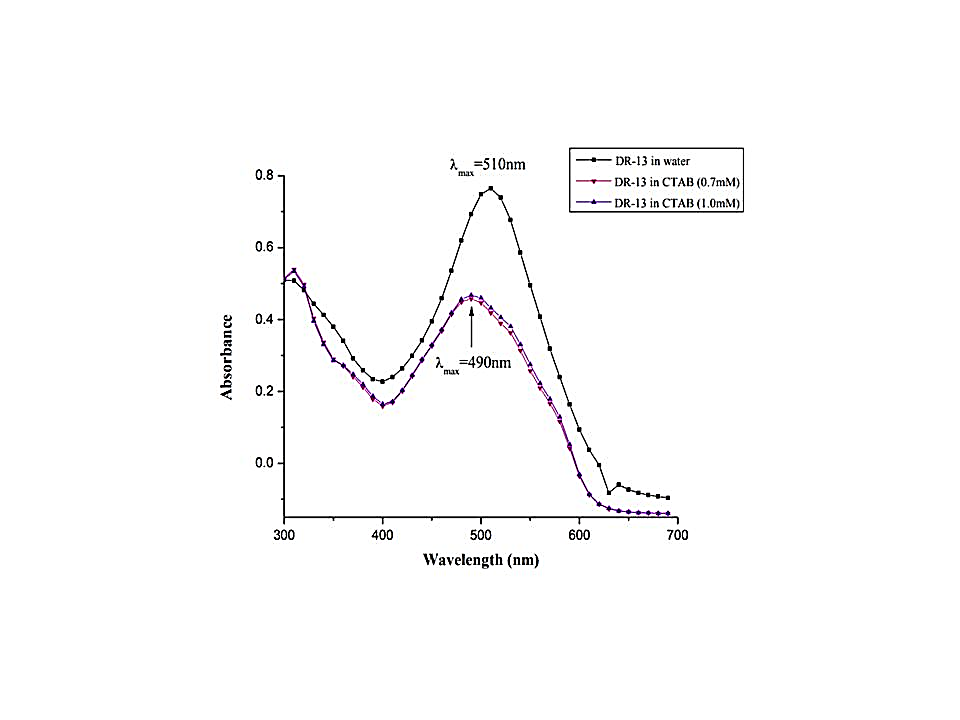 λmax=510nm
DR-13 in water
DR-13 in CTAB (0.7mM)
DR-13 in CTAB (1.0mM)
0.8
0.6
0.4
0.2
0.0
Absorbance
λmax=490nm
300 400 500 600 700
Wavelength (nm)